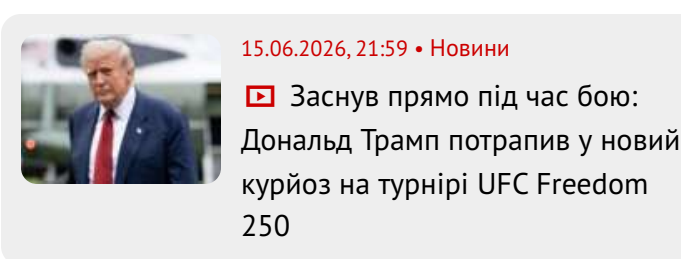 15.06.2026, 21:59 • Новини
Заснув прямо під час бою:
Дональд Трамп потрапив у новий
курйоз на турнірі UFC Freedom
250